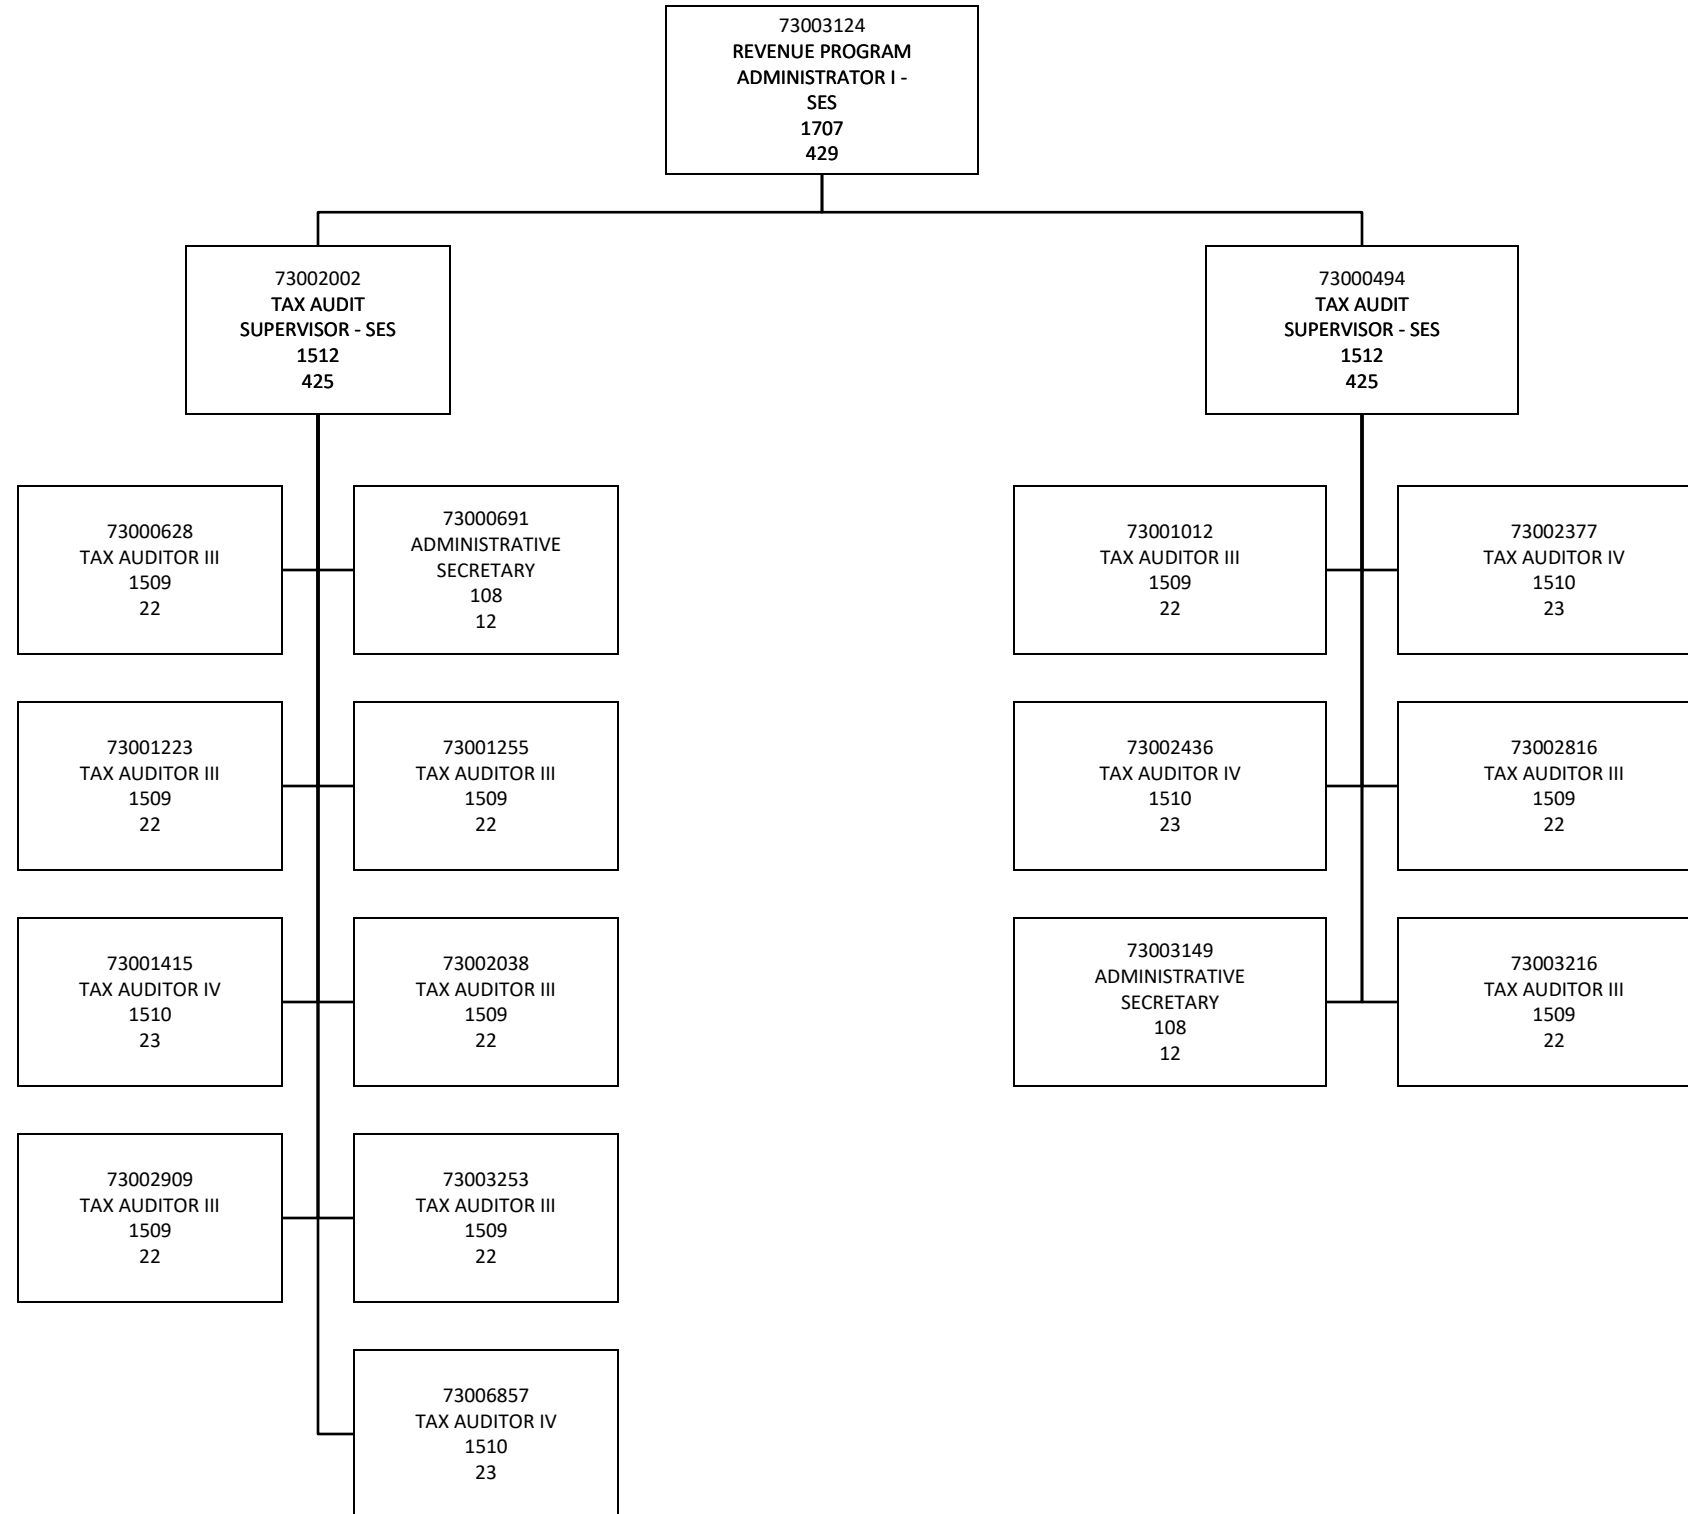 73003124
REVENUE PROGRAM
ADMINISTRATOR I -
SES
1707
429
73002002
TAX AUDIT
SUPERVISOR - SES
1512
425
73000494
TAX AUDIT
SUPERVISOR - SES
1512
425
73000628
TAX AUDITOR III
1509
22
73000691
ADMINISTRATIVE
SECRETARY
108
12
73001012
TAX AUDITOR III
1509
22
73002377
TAX AUDITOR IV
1510
23
73001223
TAX AUDITOR III
1509
22
73001255
TAX AUDITOR III
1509
22
73002436
TAX AUDITOR IV
1510
23
73002816
TAX AUDITOR III
1509
22
73001415
TAX AUDITOR IV
1510
23
73002038
TAX AUDITOR III
1509
22
73003149
ADMINISTRATIVE
SECRETARY
108
12
73003216
TAX AUDITOR III
1509
22
73002909
TAX AUDITOR III
1509
22
73003253
TAX AUDITOR III
1509
22
73006857
TAX AUDITOR IV
1510
23